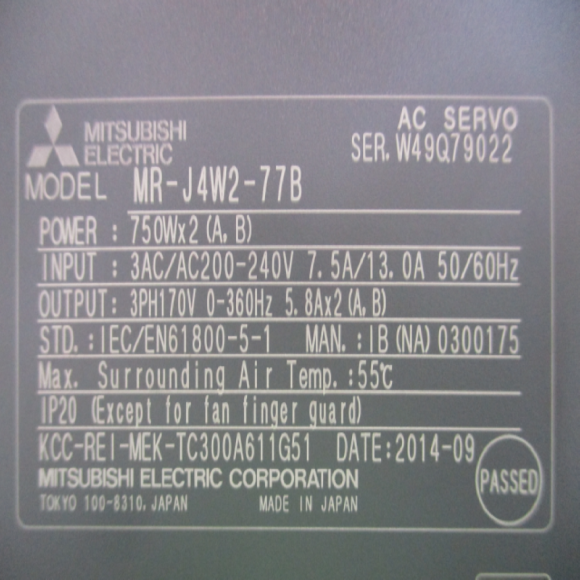 AC SERVO
MITSUBISHI
ELECTRIC
SER. W49Q79022
MODEL MR-J4W2-77B
POWER : 750Wx2 (A, B)
INPUT : 3AC/AC200-240V 7.5A/13.0A 50/60Hz
OUTPUT: 3PH170V 0-360Hz 5.8Ax2 (A, B)
STD. : IEC/EN61800-5-1 MAN. : IB (NA) 0300175
Max. Surrounding Air Temp. :55℃
IP20 (Except for fan finger guard)
KCC-REI-MEK-TC300A611G51 DATE:2014-09
MITSUBISHI ELECTRIC CORPORATION
PASSED
TOKYO 100-8310, JAPAN MADE IN JAPAN